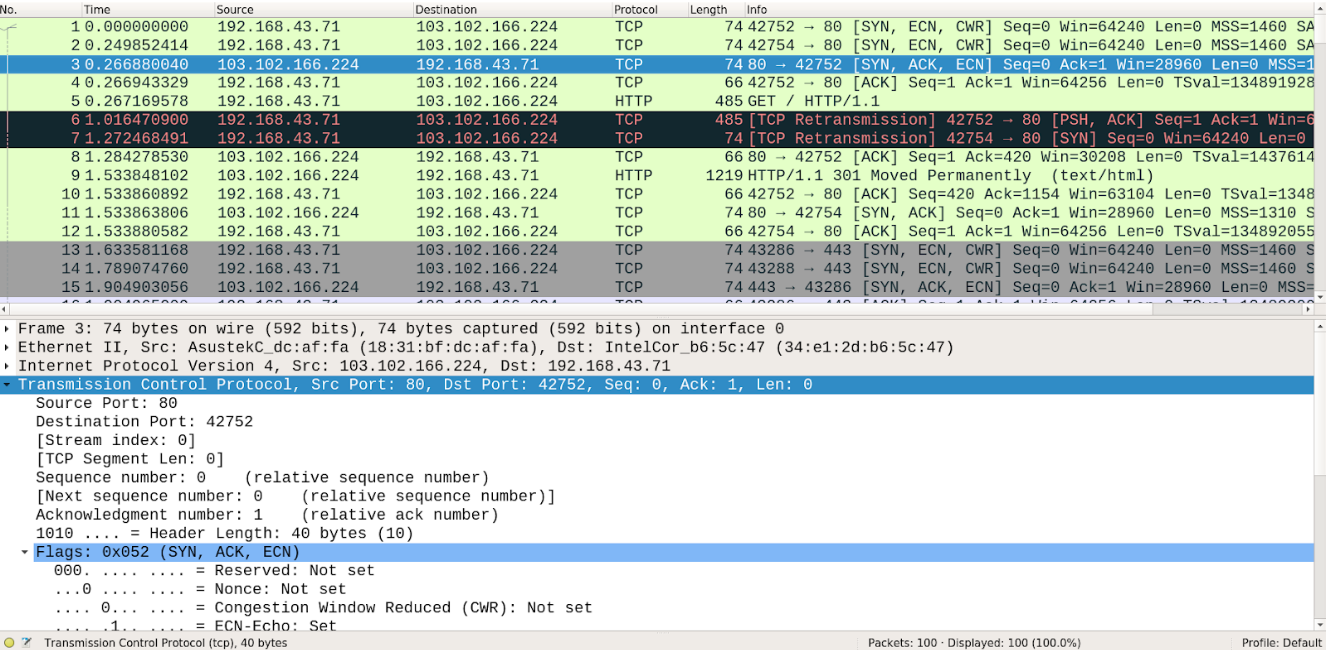 No. Time Source Destination Protocol Length Info
1 0.000000000 192.168.43.71 103.102.166.224 TCP 74 42752 → 80 [SYN, ECN, CWR] Seq=0 Win=64240 Len=0 MSS=1460 SA
2 0.249852414 192.168.43.71 103.102.166.224 TCP 74 42754 → 80 [SYN, ECN, CWR] Seq=0 Win=64240 Len=0 MSS=1460 SA
3 0.266880040 103.102.166.224 192.168.43.71 TCP 74 80 → 42752 [SYN, ACK, ECN] Seq=0 Ack=1 Win=28960 Len=0 MSS=1
4 0.266943329 192.168.43.71 103.102.166.224 TCP 66 42752 → 80 [ACK] Seq=1 Ack=1 Win=64256 Len=0 TSval=134891928
5 0.267169578 192.168.43.71 103.102.166.224 HTTP 485 GET / HTTP/1.1
6 1.016470900 192.168.43.71 103.102.166.224 TCP 485 [TCP Retransmission] 42752 → 80 [PSH, ACK] Seq=1 Ack=1 Win=6
7 1.272468491 192.168.43.71 103.102.166.224 TCP 74 [TCP Retransmission] 42754 → 80 [SYN] Seq=0 Win=64240 Len=0
8 1.284278530 103.102.166.224 192.168.43.71 TCP 66 80 → 42752 [ACK] Seq=1 Ack=420 Win=30208 Len=0 TSval=1437614
9 1.533848102 103.102.166.224 192.168.43.71 HTTP 1219 HTTP/1.1 301 Moved Permanently (text/html)
10 1.533860892 192.168.43.71 103.102.166.224 TCP 66 42752 → 80 [ACK] Seq=420 Ack=1154 Win=63104 Len=0 TSval=1348
11 1.533863806 103.102.166.224 192.168.43.71 TCP 74 80 → 42754 [SYN, ACK] Seq=0 Ack=1 Win=28960 Len=0 MSS=1310 S
12 1.533880582 192.168.43.71 103.102.166.224 TCP 66 42754 → 80 [ACK] Seq=1 Ack=1 Win=64256 Len=0 TSval=134892055
13 1.633581168 192.168.43.71 103.102.166.224 TCP 74 43286 → 443 [SYN, ECN, CWR] Seq=0 Win=64240 Len=0 MSS=1460 S
14 1.789074760 192.168.43.71 103.102.166.224 TCP 74 43288 → 443 [SYN, ECN, CWR] Seq=0 Win=64240 Len=0 MSS=1460 S
15 1.904903056 103.102.166.224 192.168.43.71 TCP 74 443 → 43286 [SYN, ACK, ECN] Seq=0 Ack=1 Win=28960 Len=0 MSS=
Frame 3: 74 bytes on wire (592 bits), 74 bytes captured (592 bits) on interface 0
Ethernet II, Src: AsustekC_dc:af:fa (18:31:bf:dc:af:fa), Dst: IntelCor_b6:5c:47 (34:e1:2d:b6:5c:47)
Internet Protocol Version 4, Src: 103.102.166.224, Dst: 192.168.43.71
Transmission Control Protocol, Src Port: 80, Dst Port: 42752, Seq: 0, Ack: 1, Len: 0
Source Port: 80
Destination Port: 42752
[Stream index: 0]
[TCP Segment Len: 0]
Sequence number: 0 (relative sequence number)
[Next sequence number: 0 (relative sequence number)]
Acknowledgment number: 1 (relative ack number)
1010 .... = Header Length: 40 bytes (10)
Flags: 0x052 (SYN, ACK, ECN)
000. .... .... = Reserved: Not set
...0 .... .... = Nonce: Not set
.... 0... .... = Congestion Window Reduced (CWR): Not set
.... .1.. .... = ECN-Echo: Set
Transmission Control Protocol (tcp), 40 bytes Packets: 100 · Displayed: 100 (100.0%) Profile: Default